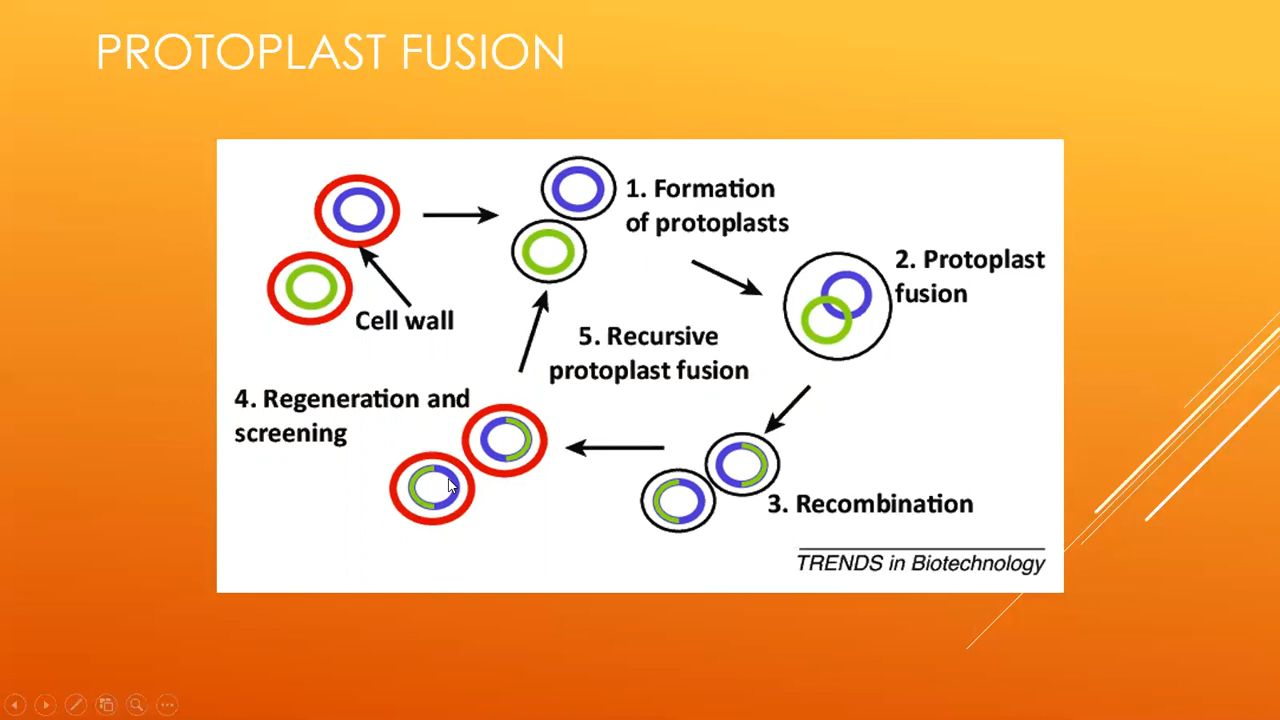 PROTOPLAST FUSION
1. Formation
of protoplasts
2. Protoplast
fusion
Cell wall
5. Recursive
protoplast fusion
4. Regeneration and
screening
3. Recombination
TRENDS in Biotechnology